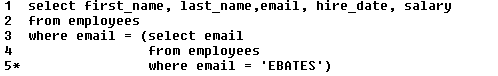 1  select first_name, last_name,email, hire_date, salary
2  from employees
3  where email = (select email
4                 from employees
5*                where email = 'EBATES')